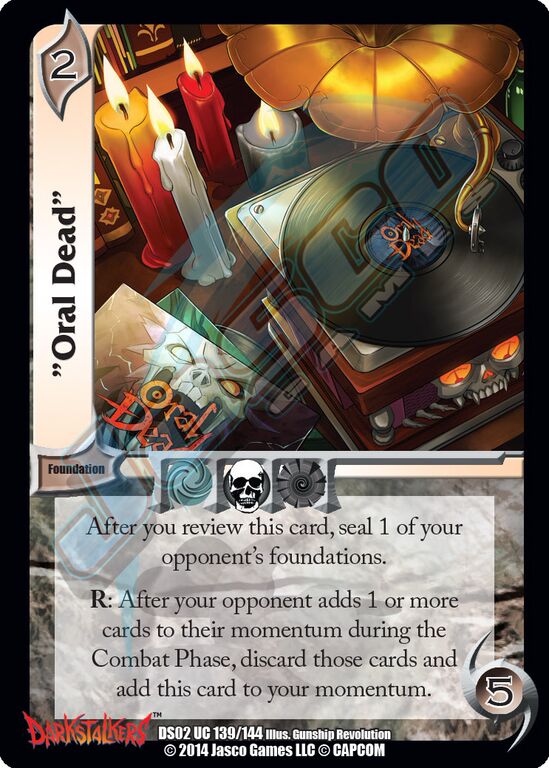 2
”Oral Dead”
Oral
Dead
Oral
Foundation
After you review this card, seal 1 of your
opponent’s foundations.
R: After your opponent adds 1 or more
cards to their momentum during the
Combat Phase, discard those cards and
add this card to your momentum.
5
DARKSTALKERS™
DS02 UC 139/144 Illus. Gunship Revolution
© 2014 Jasco Games LLC © CAPCOM